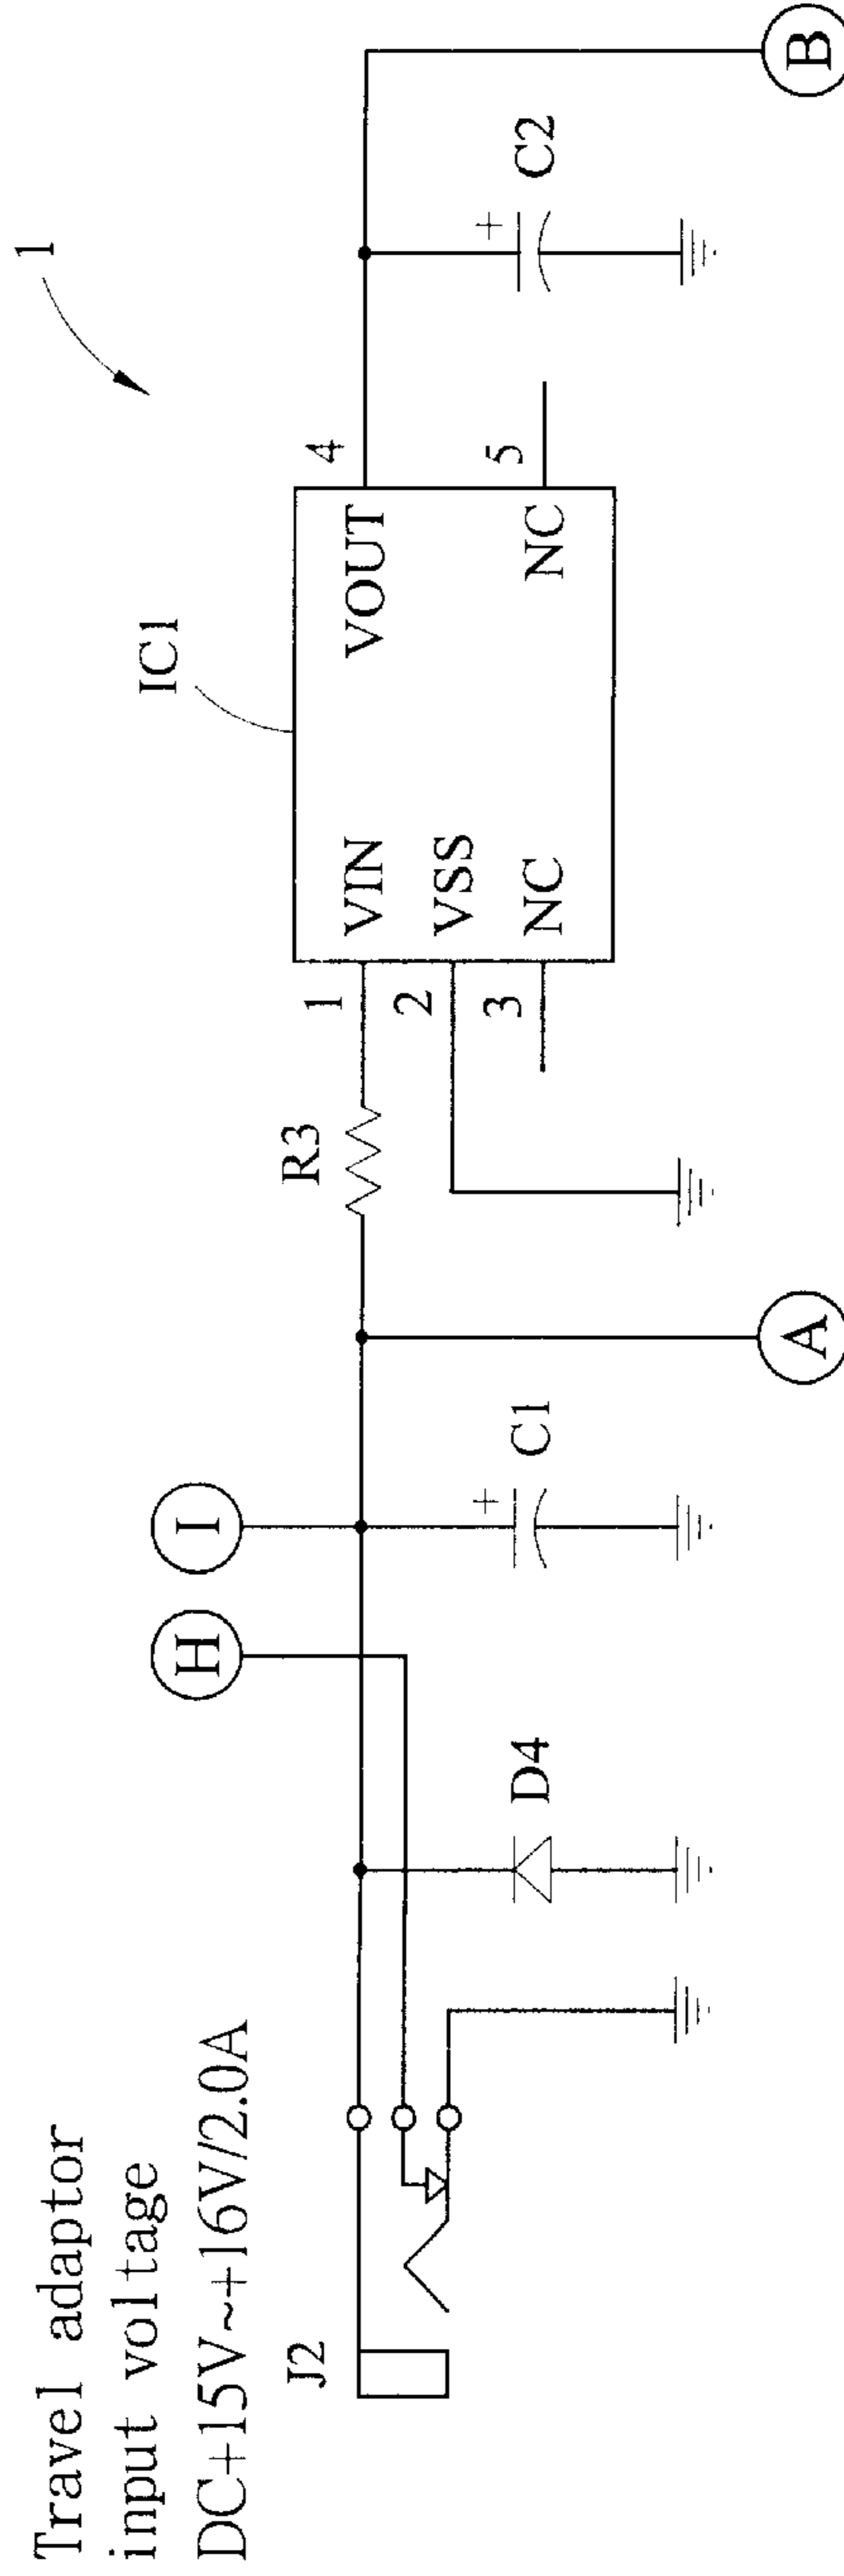 Travel adaptor
input voltage
DC+15V~+16V/2.0A
J2
D4
H
I
C1
+
A
R3
1
2
3
VIN
VSS
NC
IC1
VOUT
NC
4
5
1
+
C2
B